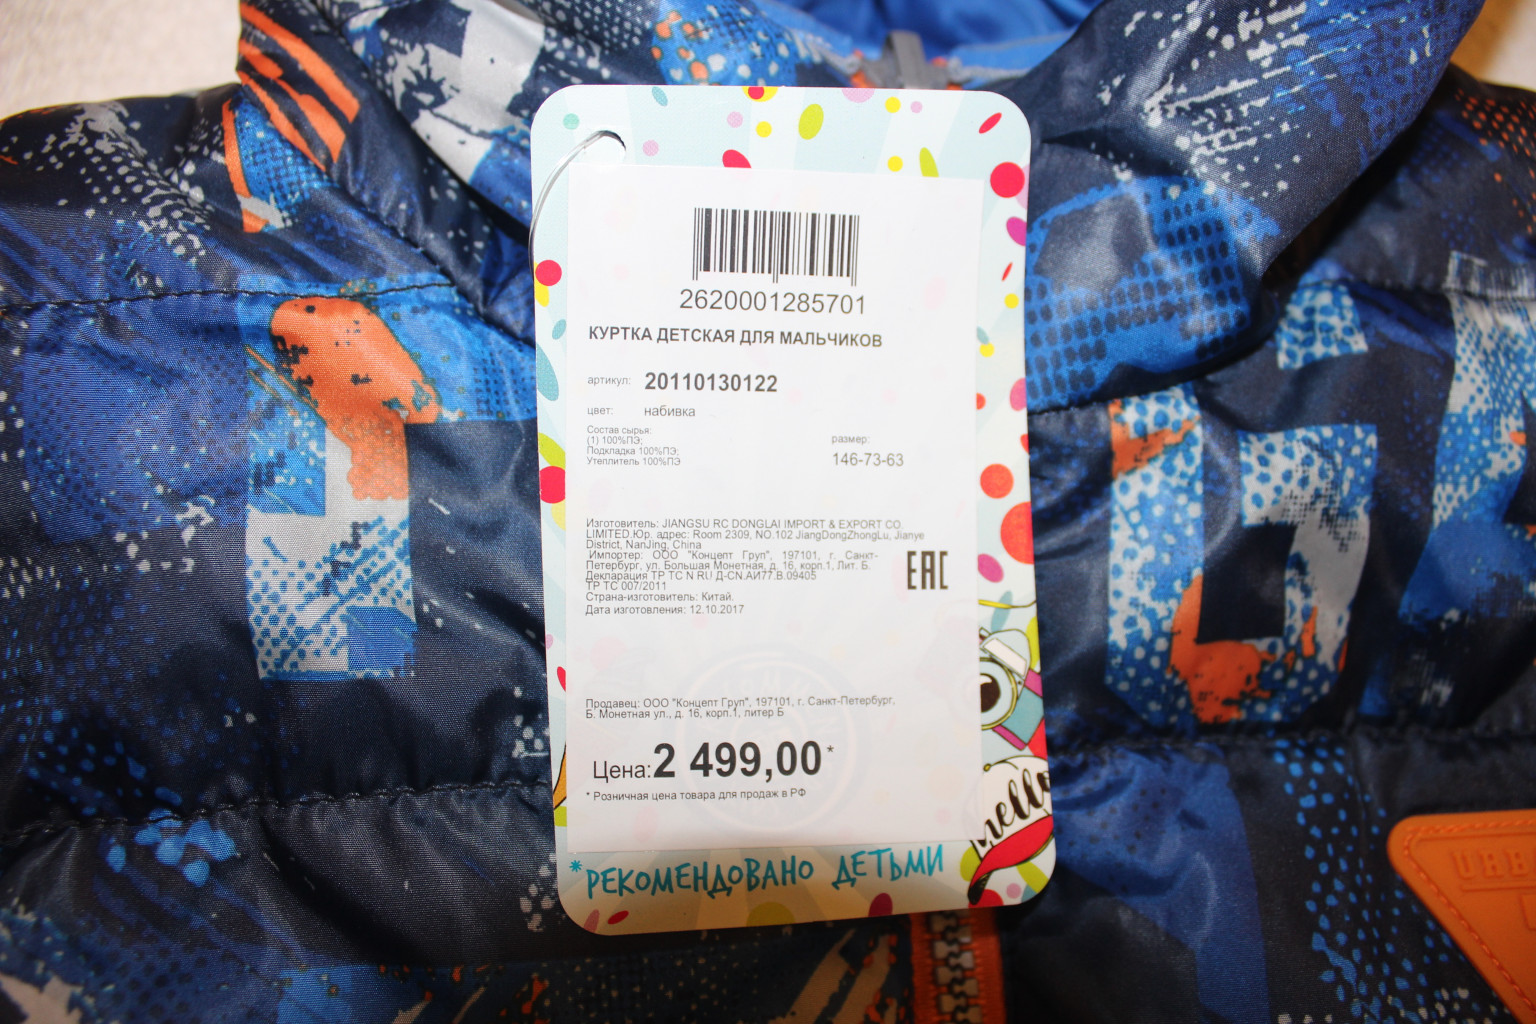 2620001285701
КУРТКА ДЕТСКАЯ ДЛЯ МАЛЬЧИКОВ
артикул: 20110130122
цвет: набивка
Состав сырья:
(1) 100%ПЭ;
Подкладка 100%ПЭ;
Утеплитель 100%ПЭ
размер:
146-73-63
Изготовитель: JIANGSU RC DONGLAI IMPORT & EXPORT CO.
LIMITED.Юр. адрес: Room 2309, NO.102 JiangDongZhongLu, Jianye
District, NanJing, China
Импортер: ООО "Концепт Груп", 197101, г. Санкт-
Петербург, ул. Большая Монетная, д. 16, корп.1, Лит. Б.
Декларация ТР ТС N RU Д-CN.АИ77.В.09405
ТР ТС 007/2011
Страна-изготовитель: Китай.
Дата изготовления: 12.10.2017
ЕАС
Продавец: ООО "Концепт Груп", 197101, г. Санкт-Петербург,
Б. Монетная ул., д. 16, корп.1, литер Б
Цена: 2 499,00*
* Розничная цена товара для продаж в РФ
hello
*РЕКОМЕНДОВАНО ДЕТЬМИ